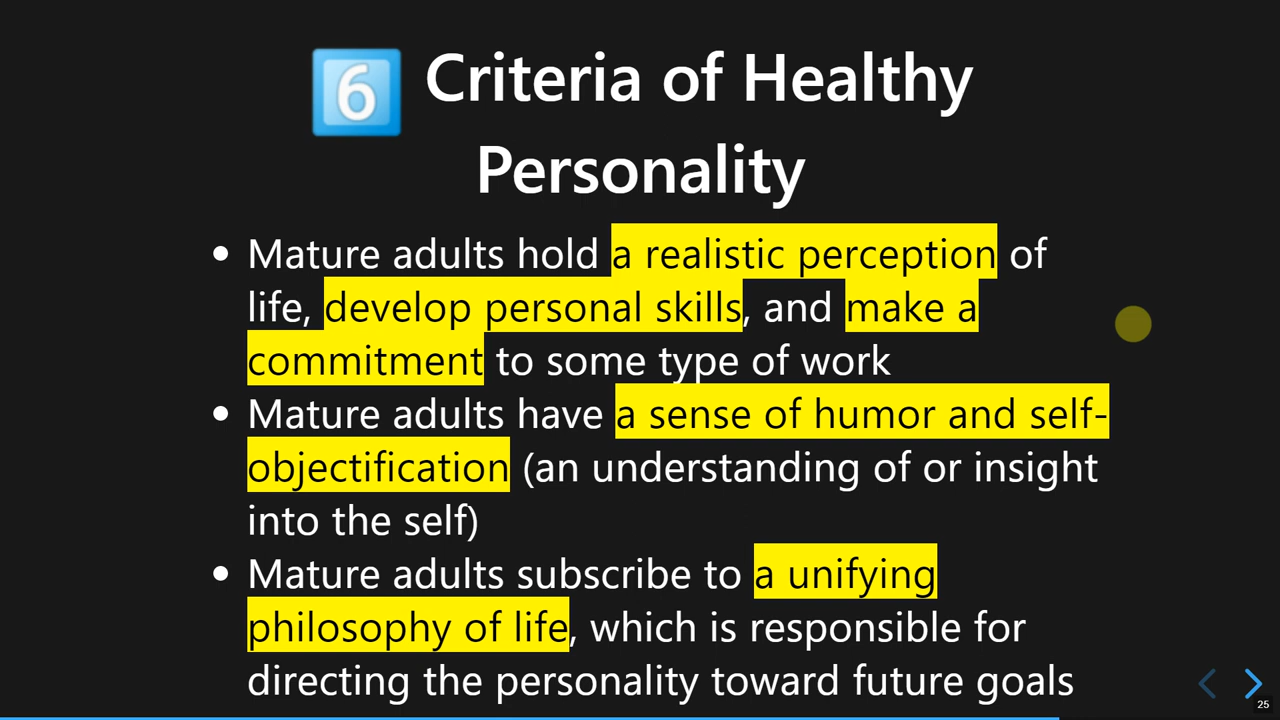 6️⃣ Criteria of Healthy
Personality
• Mature adults hold a realistic perception of
life, develop personal skills, and make a
commitment to some type of work
• Mature adults have a sense of humor and self-
objectification (an understanding of or insight
into the self)
• Mature adults subscribe to a unifying
philosophy of life, which is responsible for
directing the personality toward future goals
25